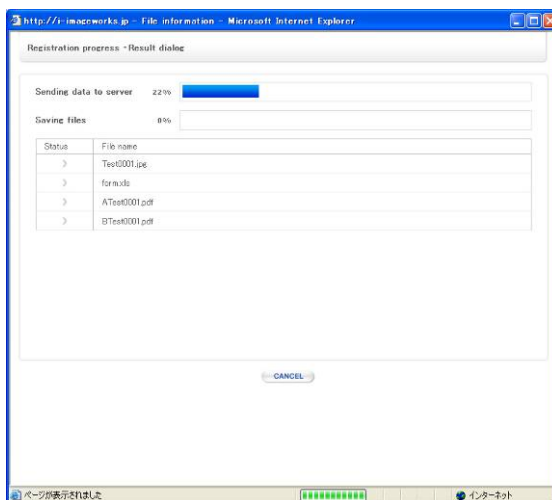 http://i-imageworks.jp - File information - Microsoft Internet Explorer
Registration progress・Result dialog
Sending data to server 22%
Saving files 0%
Status File name
Test0001.jpg
form.xls
ATest0001.pdf
BTest0001.pdf
CANCEL
ページが表示されました インターネット